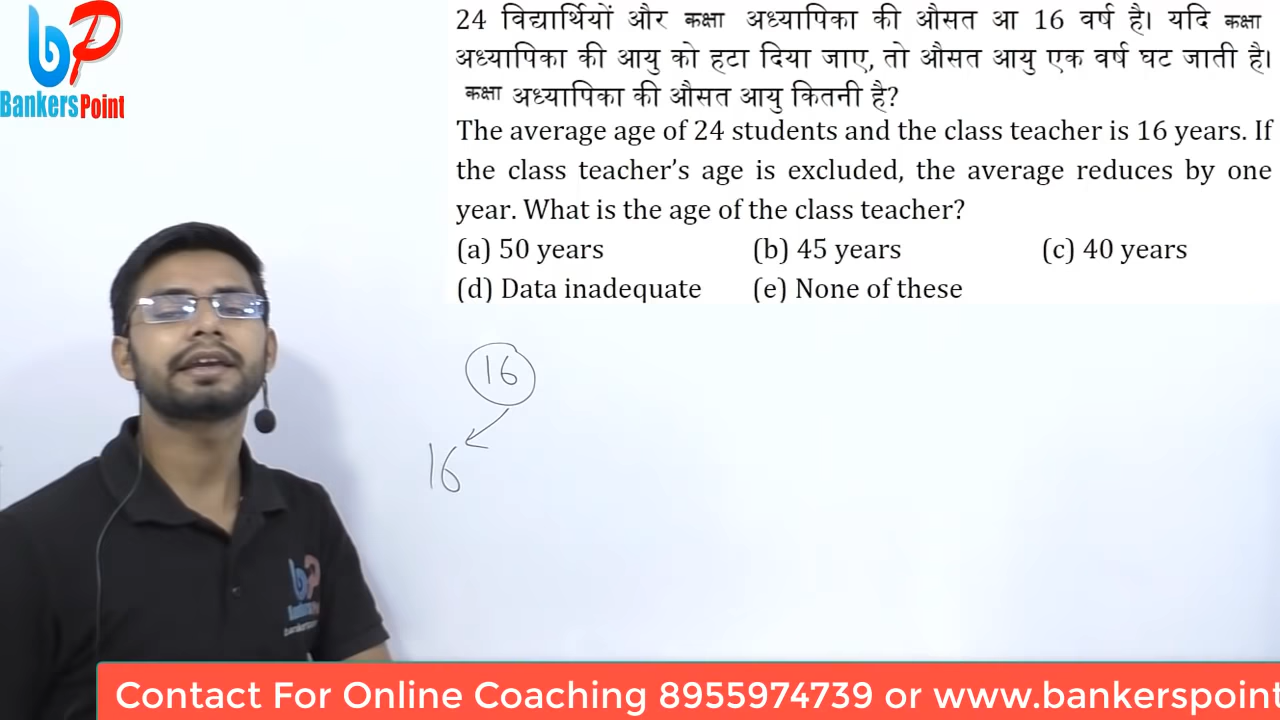 24 विद्यार्थियों और कक्षा अध्यापिका की औसत आ 16 वर्ष है। यदि कक्षा
अध्यापिका की आयु को हटा दिया जाए, तो औसत आयु एक वर्ष घट जाती है।
कक्षा अध्यापिका की औसत आयु कितनी है?
The average age of 24 students and the class teacher is 16 years. If
the class teacher's age is excluded, the average reduces by one
year. What is the age of the class teacher?
(a) 50 years (b) 45 years (c) 40 years
(d) Data inadequate (e) None of these
bP
BankersPoint
16
16
bP
Bankers
Contact For Online Coaching 8955974739 or www.bankerspoint